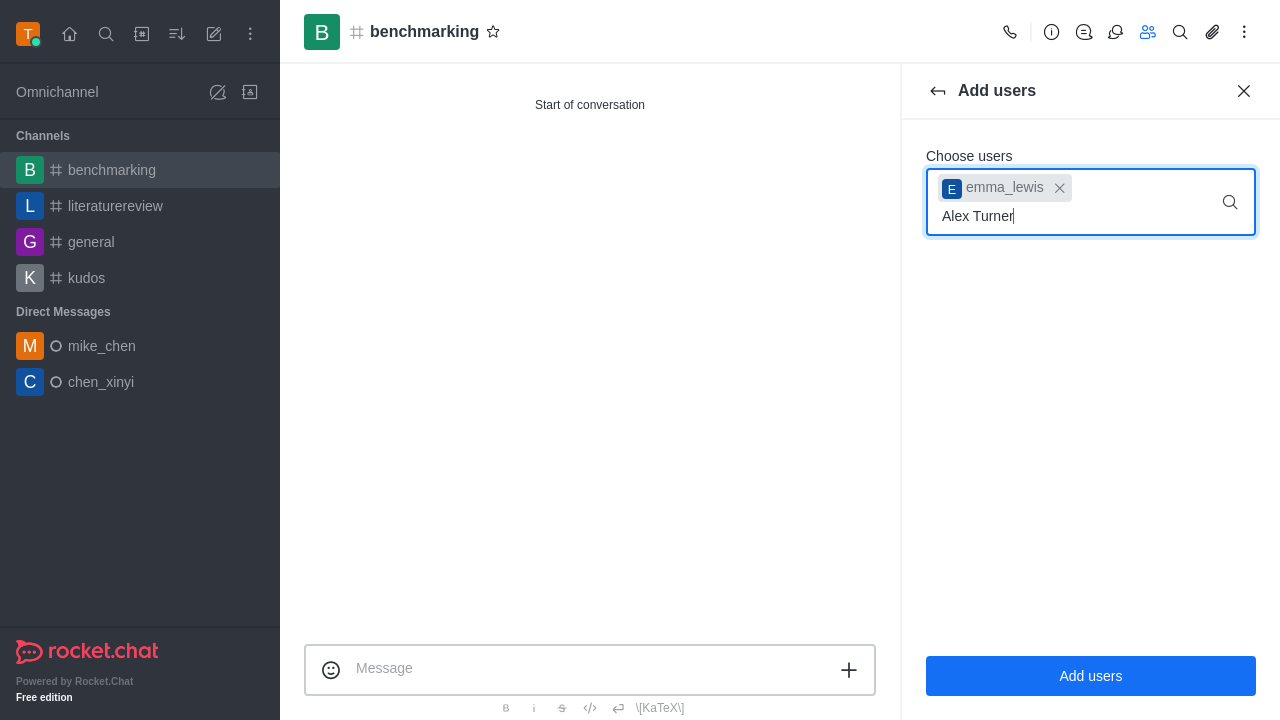 T
Omnichannel
Channels
B benchmarking
L literaturereview
G general
K kudos
Direct Messages
M mike_chen
C chen_xinyi
rocket.chat
Powered by Rocket.Chat
Free edition
B benchmarking
Start of conversation
Message
B i S \[KaTeX\]
Add users
Choose users
E emma_lewis
Alex Turner
Add users